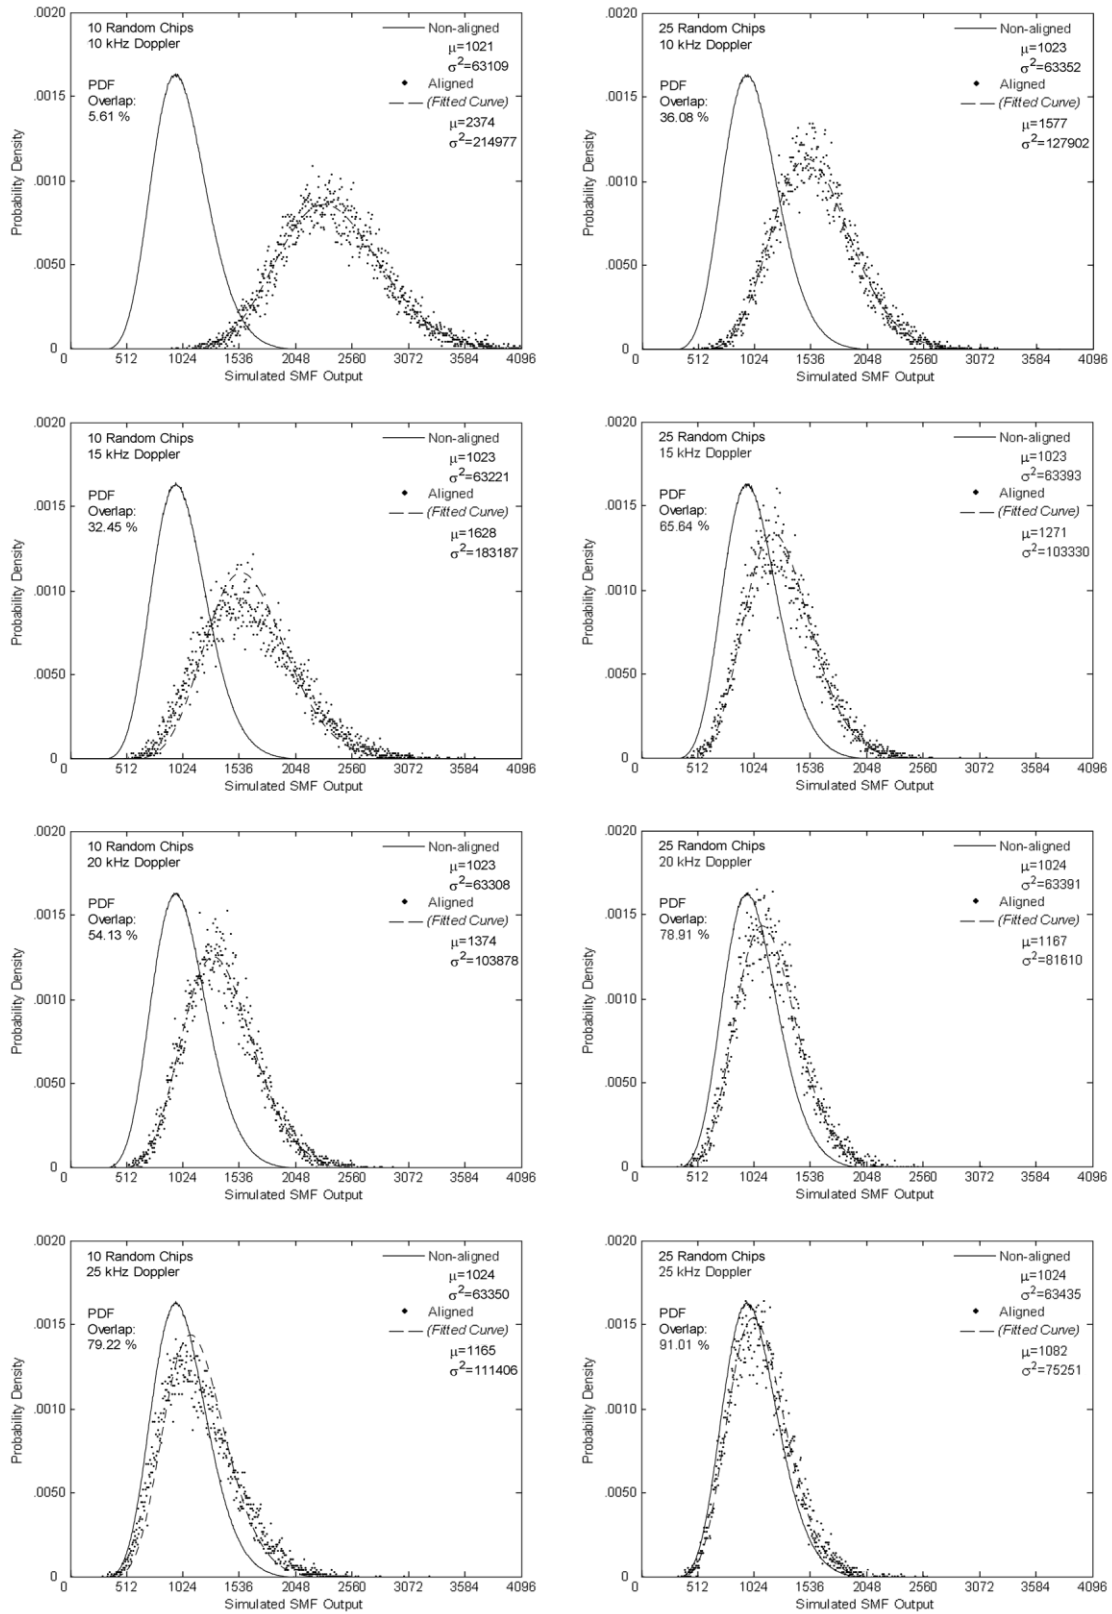 .0020
.0015
.0010
.0050
0
Probability Density
10 Random Chips
10 kHz Doppler
PDF
Overlap:
5.61 %
Non-aligned
μ=1021
σ²=63109
Aligned
(Fitted Curve)
μ=2374
σ²=214977
0 512 1024 1536 2048 2560 3072 3584 4096
Simulated SMF Output
.0020
.0015
.0010
.0050
0
Probability Density
25 Random Chips
10 kHz Doppler
PDF
Overlap:
36.08 %
Non-aligned
μ=1023
σ²=63352
Aligned
(Fitted Curve)
μ=1577
σ²=127902
0 512 1024 1536 2048 2560 3072 3584 4096
Simulated SMF Output
.0020
.0015
.0010
.0050
0
Probability Density
10 Random Chips
15 kHz Doppler
PDF
Overlap:
32.45 %
Non-aligned
μ=1023
σ²=63221
Aligned
(Fitted Curve)
μ=1628
σ²=183187
0 512 1024 1536 2048 2560 3072 3584 4096
Simulated SMF Output
.0020
.0015
.0010
.0050
0
Probability Density
25 Random Chips
15 kHz Doppler
PDF
Overlap:
65.64 %
Non-aligned
μ=1023
σ²=63393
Aligned
(Fitted Curve)
μ=1271
σ²=103330
0 512 1024 1536 2048 2560 3072 3584 4096
Simulated SMF Output
.0020
.0015
.0010
.0050
0
Probability Density
10 Random Chips
20 kHz Doppler
PDF
Overlap:
54.13 %
Non-aligned
μ=1023
σ²=63308
Aligned
(Fitted Curve)
μ=1374
σ²=103878
0 512 1024 1536 2048 2560 3072 3584 4096
Simulated SMF Output
.0020
.0015
.0010
.0050
0
Probability Density
25 Random Chips
20 kHz Doppler
PDF
Overlap:
78.91 %
Non-aligned
μ=1024
σ²=63391
Aligned
(Fitted Curve)
μ=1167
σ²=81610
0 512 1024 1536 2048 2560 3072 3584 4096
Simulated SMF Output
.0020
.0015
.0010
.0050
0
Probability Density
10 Random Chips
25 kHz Doppler
PDF
Overlap:
79.22 %
Non-aligned
μ=1024
σ²=63350
Aligned
(Fitted Curve)
μ=1165
σ²=111406
0 512 1024 1536 2048 2560 3072 3584 4096
Simulated SMF Output
.0020
.0015
.0010
.0050
0
Probability Density
25 Random Chips
25 kHz Doppler
PDF
Overlap:
91.01 %
Non-aligned
μ=1024
σ²=63435
Aligned
(Fitted Curve)
μ=1082
σ²=75251
0 512 1024 1536 2048 2560 3072 3584 4096
Simulated SMF Output